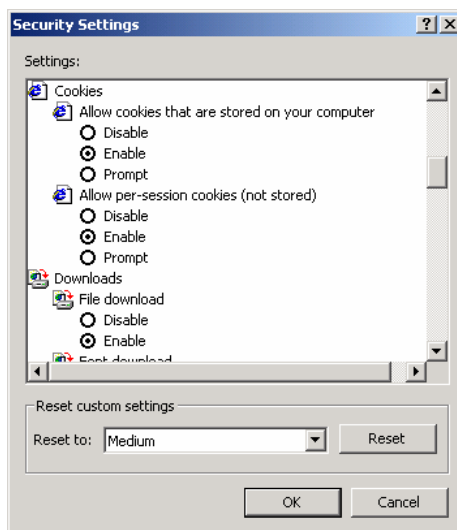 Security Settings
Settings:
Cookies
Allow cookies that are stored on your computer
Disable
Enable
Prompt
Allow per-session cookies (not stored)
Disable
Enable
Prompt
Downloads
File download
Disable
Enable
Font download
Reset custom settings
Reset to: Medium Reset
OK Cancel